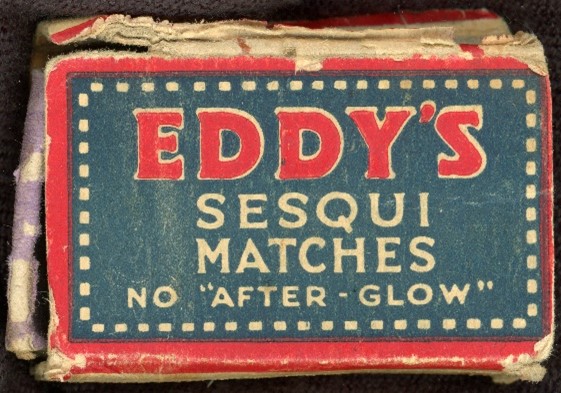 EDDY'S
SESQUI
MATCHES
NO "AFTER-GLOW"